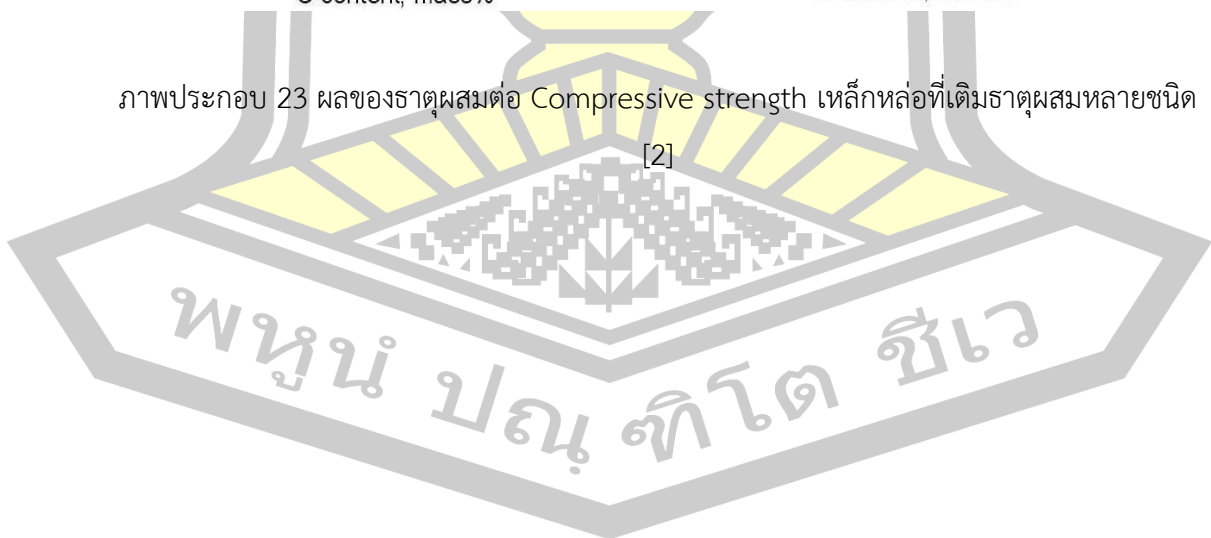 ภาพประกอบ 23 ผลของธาตุผสมต่อ Compressive strength เหล็กหล่อที่เติมธาตุผสมหลายชนิด
[2]
พหูนํ ปณฺฑิโต ชีเว